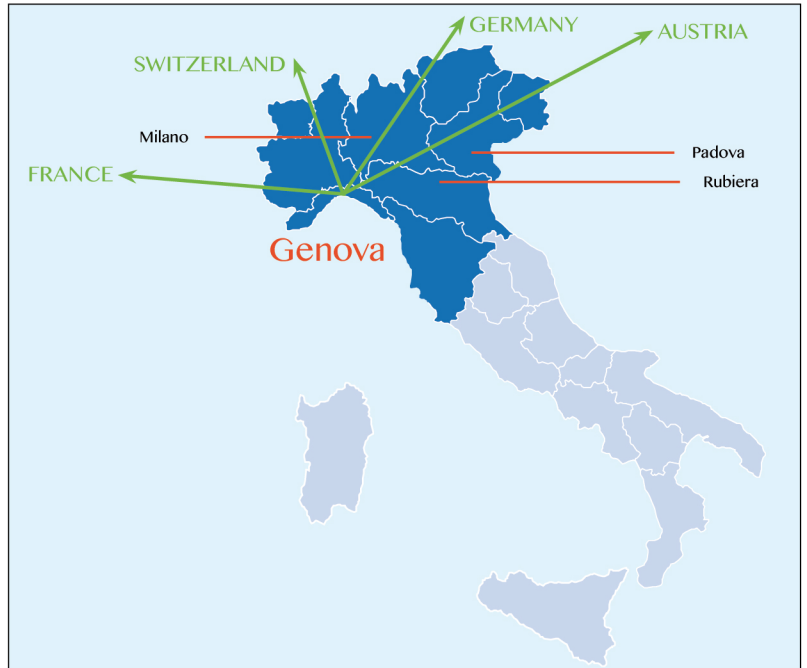 GERMANY
AUSTRIA
SWITZERLAND
Milano
Padova
FRANCE
Rubiera
Genova